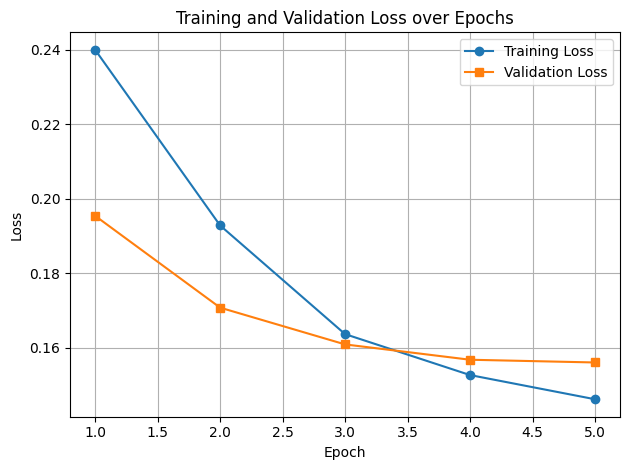 Training and Validation Loss over Epochs
Training Loss
Validation Loss
Loss
0.24
0.22
0.20
0.18
0.16
1.0 1.5 2.0 2.5 3.0 3.5 4.0 4.5 5.0
Epoch